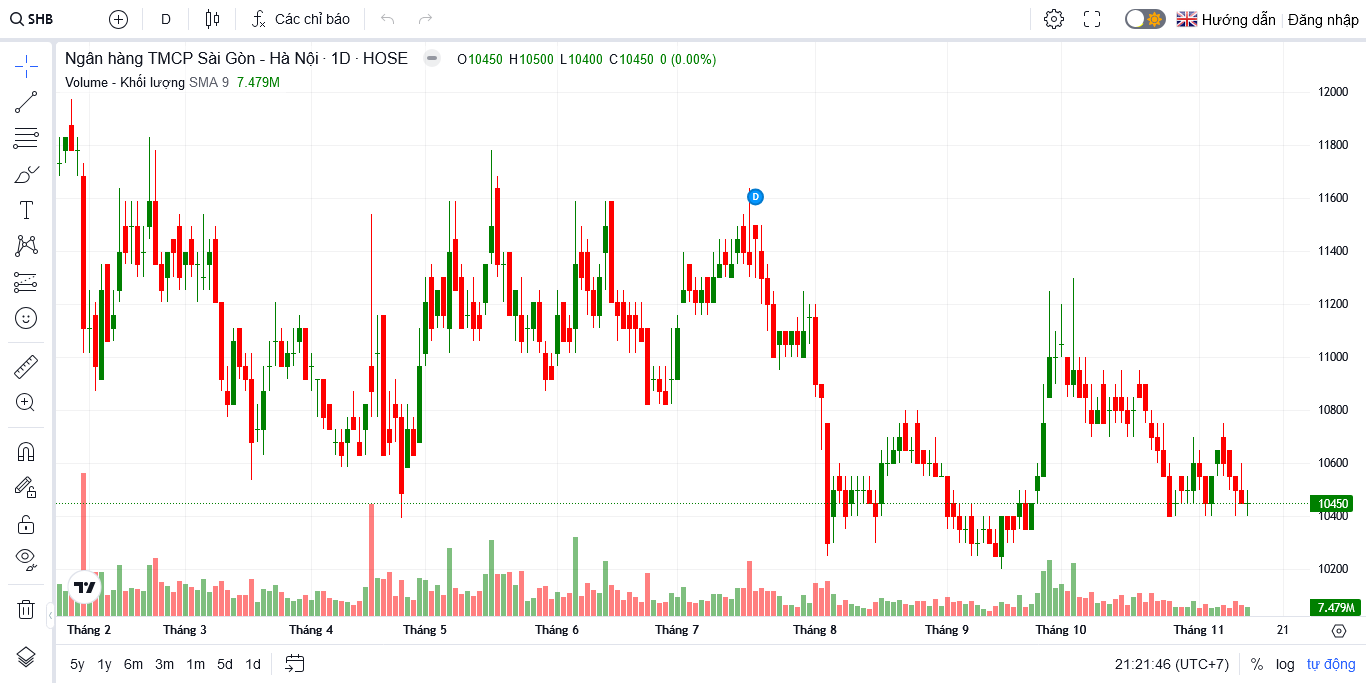 SHB D Các chỉ báo Hướng dẫn Đăng nhập
Ngân hàng TMCP Sài Gòn - Hà Nội · 1D · HOSE O10450 H10500 L10400 C10450 0 (0.00%)
Volume - Khối lượng SMA 9 7.479M
12000
11800
11600
D
11400
11200
11000
10800
10600
10450
10400
10200
7.479M
Tháng 2 Tháng 3 Tháng 4 Tháng 5 Tháng 6 Tháng 7 Tháng 8 Tháng 9 Tháng 10 Tháng 11 21
5y 1y 6m 3m 1m 5d 1d 21:21:46 (UTC+7) % log tự động